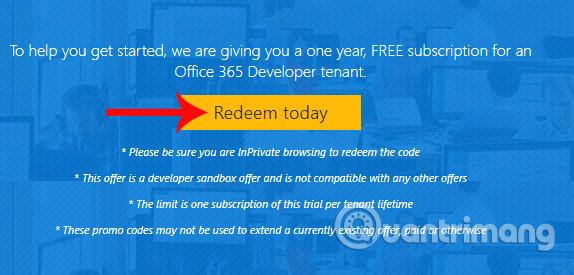 To help you get started, we are giving you a one year, FREE subscription for an
Office 365 Developer tenant.
Redeem today
* Please be sure you are InPrivate browsing to redeem the code
* This offer is a developer sandbox offer and is not compatible with any other offers
* The limit is one subscription of this trial per tenant lifetime
* These promo codes may not be used to extend a currently existing offer, paid or otherwise
quantrimang